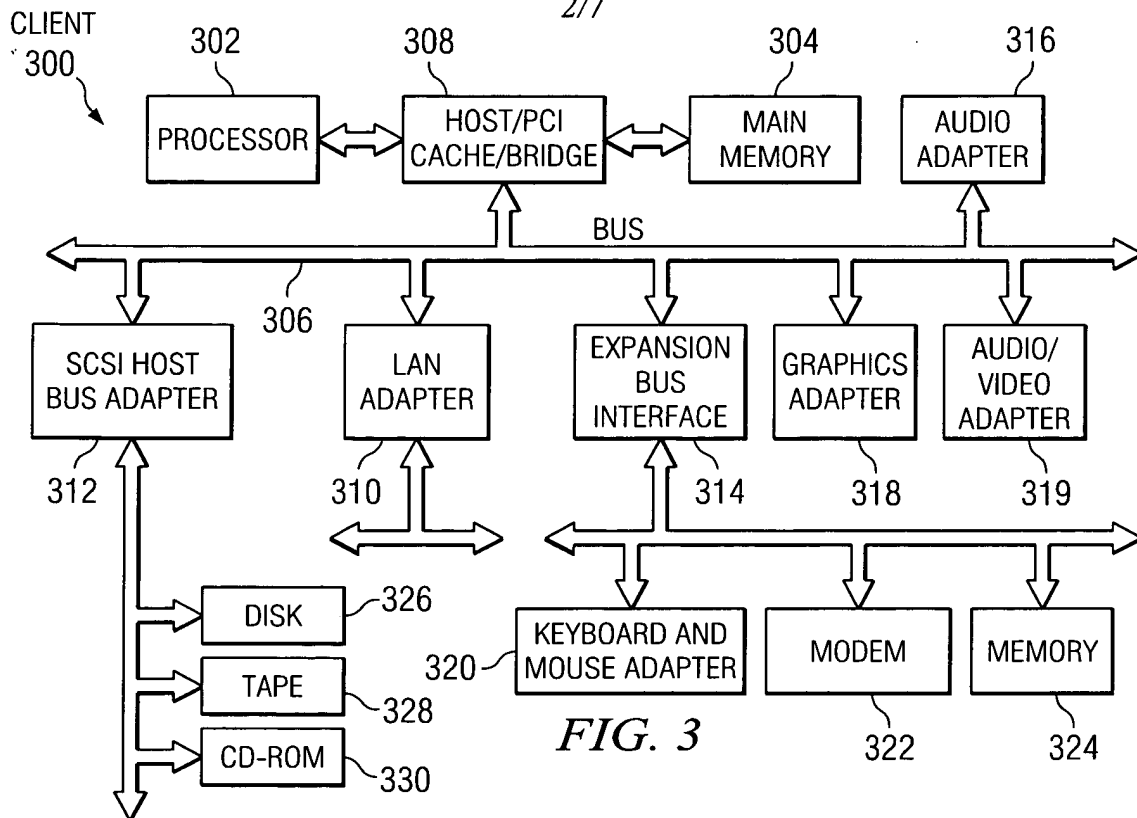 2/7
CLIENT
300
302
308
304
316
PROCESSOR
HOST/PCI
CACHE/BRIDGE
MAIN
MEMORY
AUDIO
ADAPTER
BUS
306
SCSI HOST
BUS ADAPTER
LAN
ADAPTER
EXPANSION
BUS
INTERFACE
GRAPHICS
ADAPTER
AUDIO/
VIDEO
ADAPTER
312
310
314
318
319
DISK
326
TAPE
328
CD-ROM
330
320
KEYBOARD AND
MOUSE ADAPTER
MODEM
MEMORY
322
324
FIG. 3